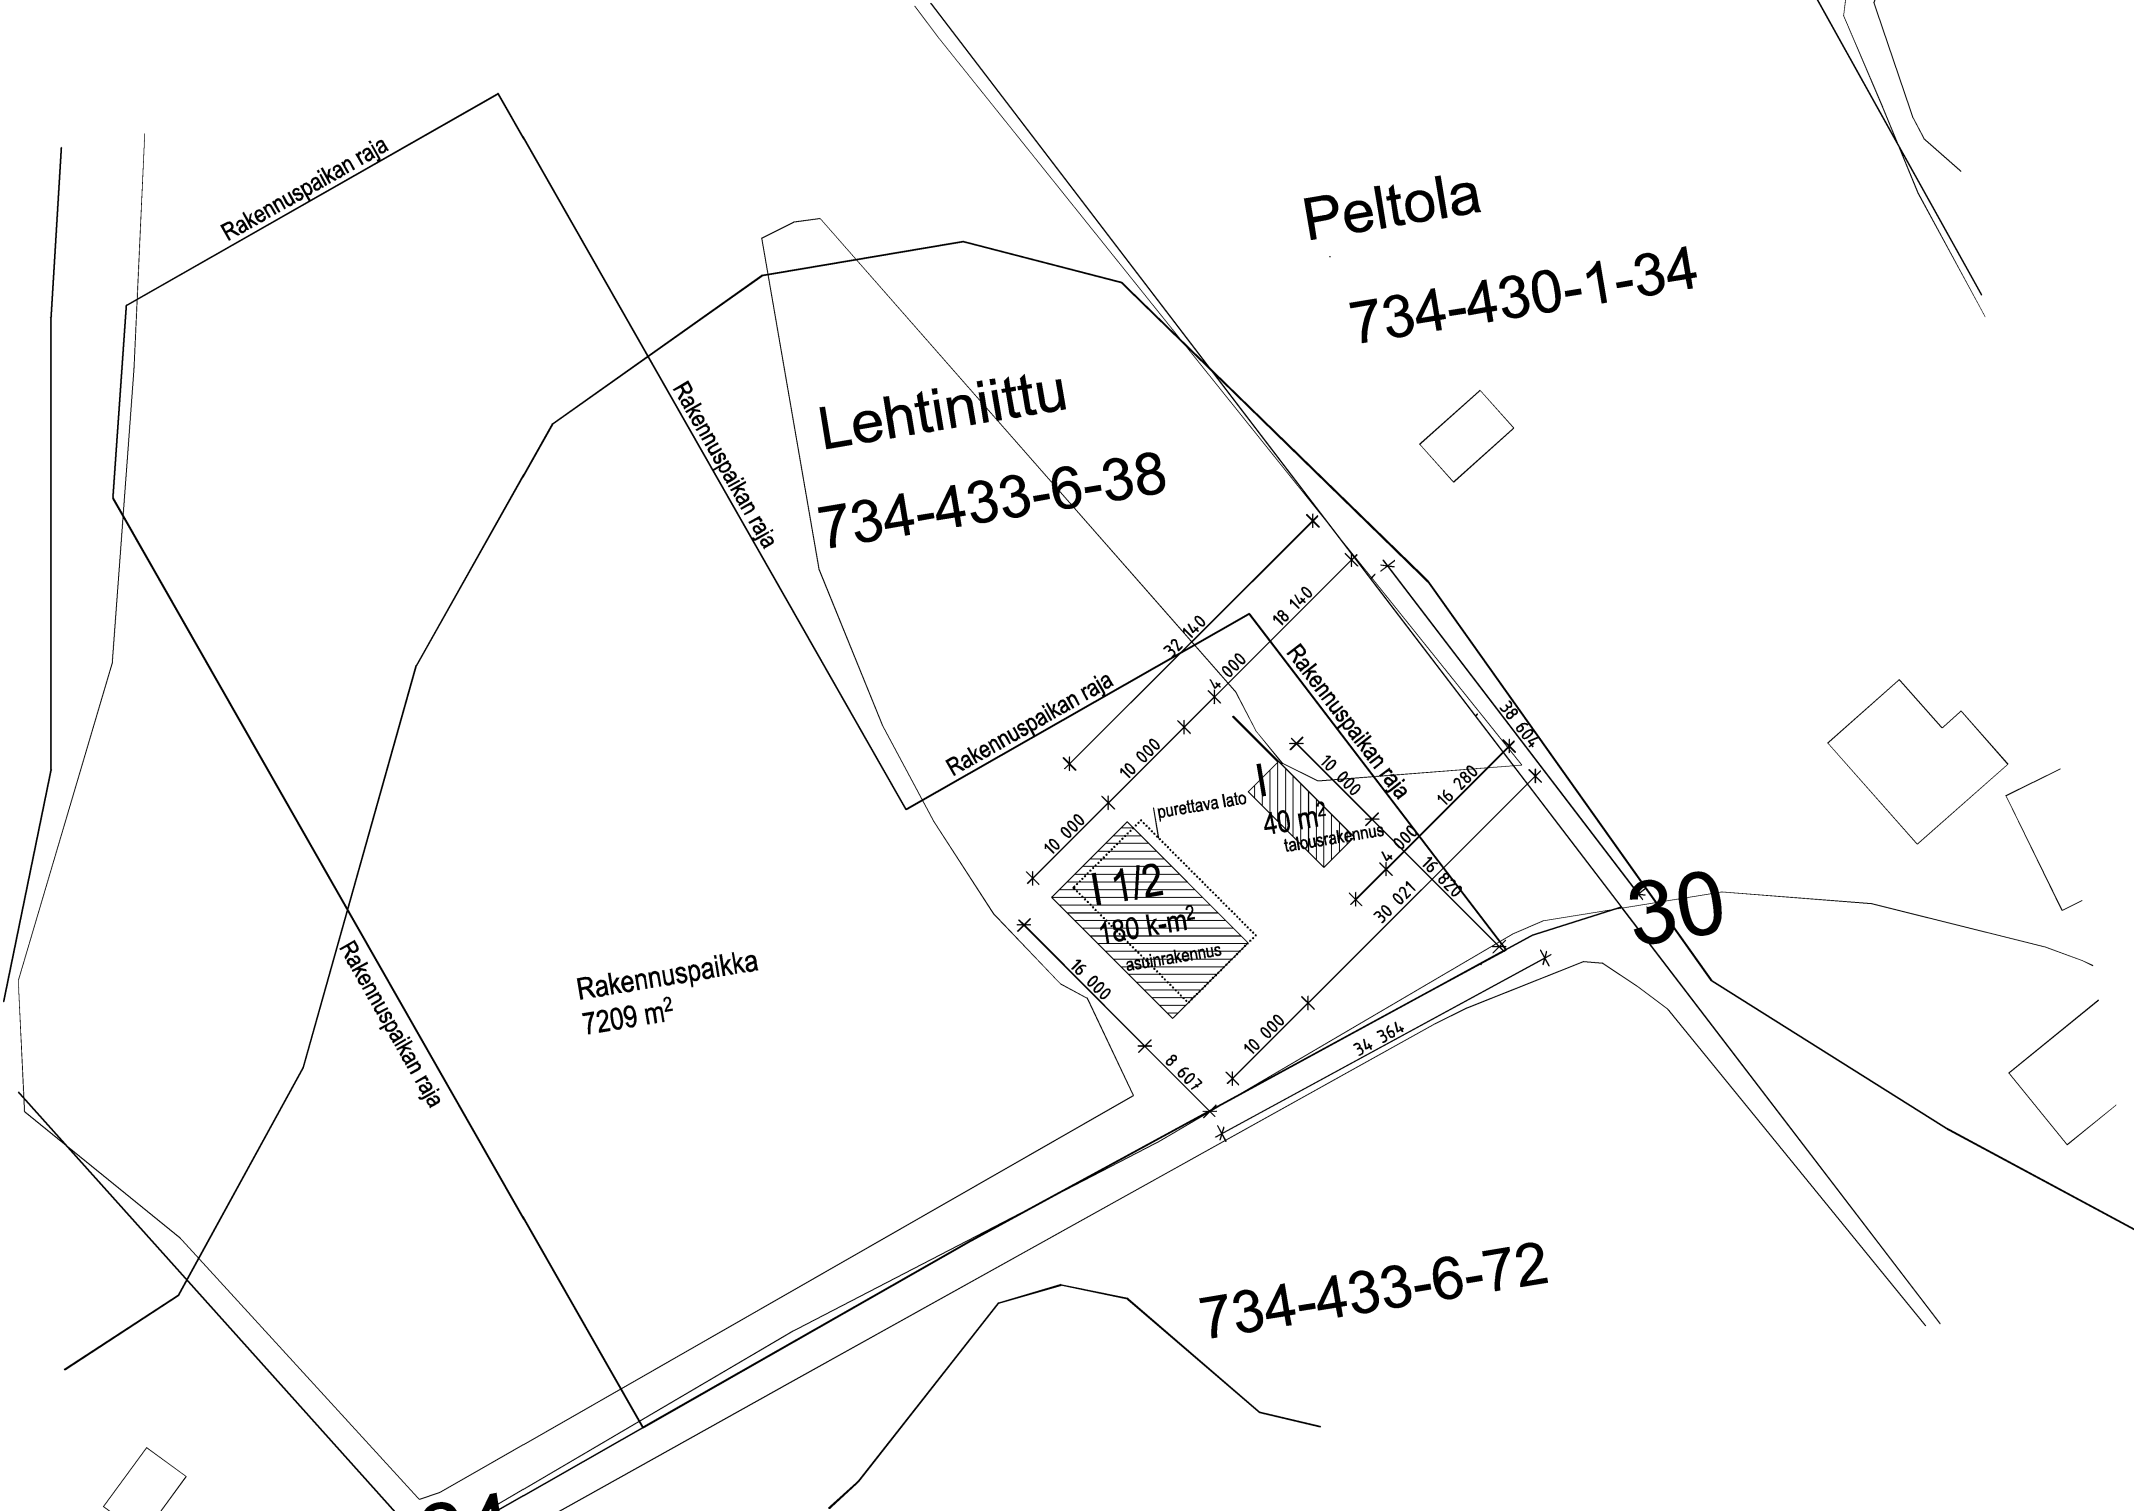 Rakennuspaikan raja
Peltola
734-430-1-34
Rakennuspaikan raja
Lehtiniittu
734-433-6-38
32 140
18 140
4 000
Rakennuspaikan raja
Rakennuspaikan raja
38 604
10 000
10 000
16 280
10 000
purettava lato
I
40 m²
talousrakennus
4 000
16 820
30 021
I 1/2
180 k-m²
asuinrakennus
30
Rakennuspaikan raja
Rakennuspaikka
7209 m²
16 000
10 000
34 364
8 607
734-433-6-72